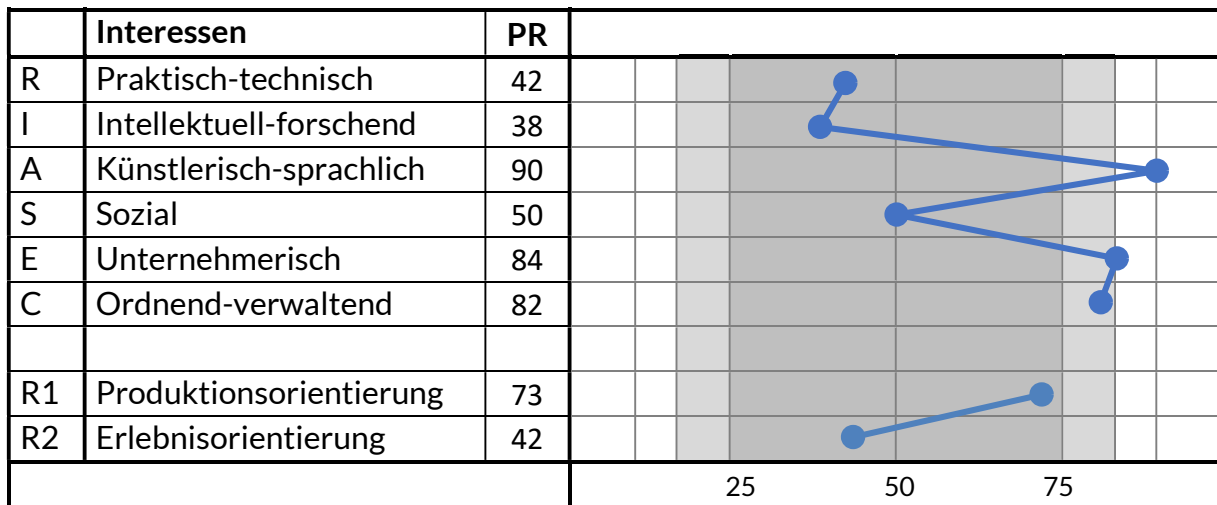 Interessen PR
R Praktisch-technisch 42
I Intellektuell-forschend 38
A Künstlerisch-sprachlich 90
S Sozial 50
E Unternehmerisch 84
C Ordnend-verwaltend 82
R1 Produktionsorientierung 73
R2 Erlebnisorientierung 42
25 50 75